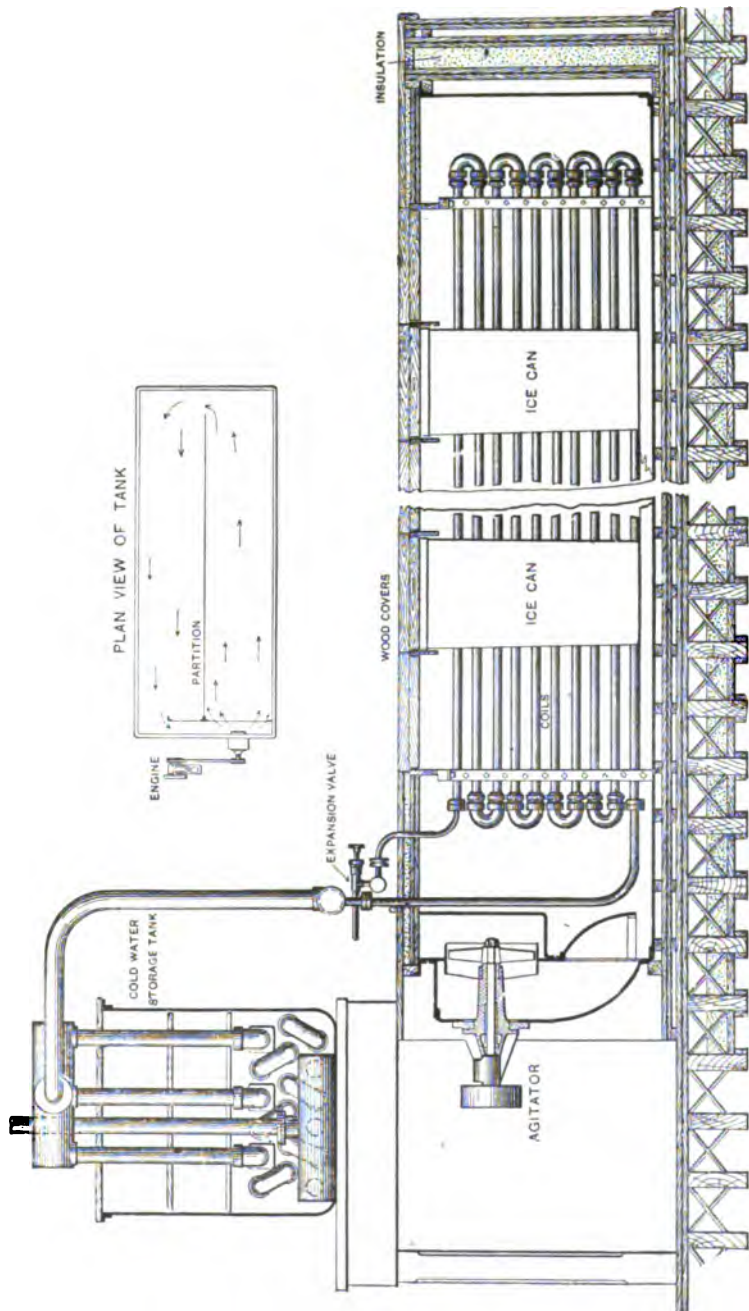 PLAN VIEW OF TANK
ENGINE
PARTITION
COLD WATER
STORAGE TANK
EXPANSION VALVE
WOOD COVERS
INSULATION
AGITATOR
COILS
ICE CAN
ICE CAN